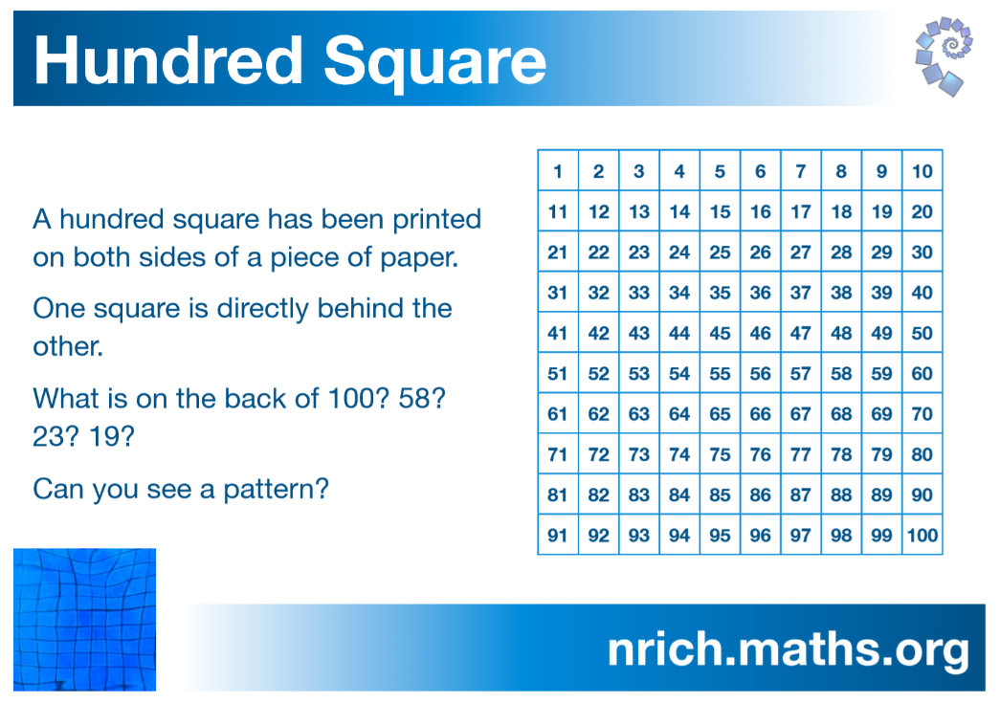 Hundred Square
A hundred square has been printed
on both sides of a piece of paper.
One square is directly behind the
other.
What is on the back of 100? 58?
23? 19?
Can you see a pattern?
1 2 3 4 5 6 7 8 9 10
11 12 13 14 15 16 17 18 19 20
21 22 23 24 25 26 27 28 29 30
31 32 33 34 35 36 37 38 39 40
41 42 43 44 45 46 47 48 49 50
51 52 53 54 55 56 57 58 59 60
61 62 63 64 65 66 67 68 69 70
71 72 73 74 75 76 77 78 79 80
81 82 83 84 85 86 87 88 89 90
91 92 93 94 95 96 97 98 99 100
nrich.maths.org